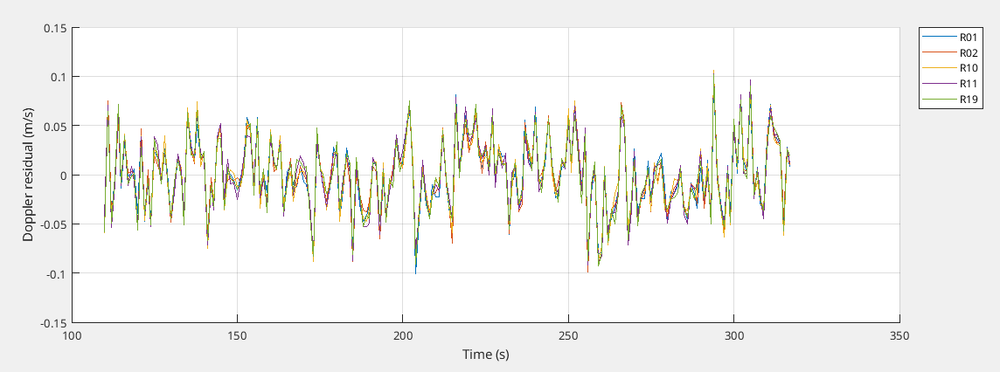 0.15
0.1
0.05
0
-0.05
-0.1
-0.15
Doppler residual (m/s)
100 150 200 250 300 350
Time (s)
R01
R02
R10
R11
R19